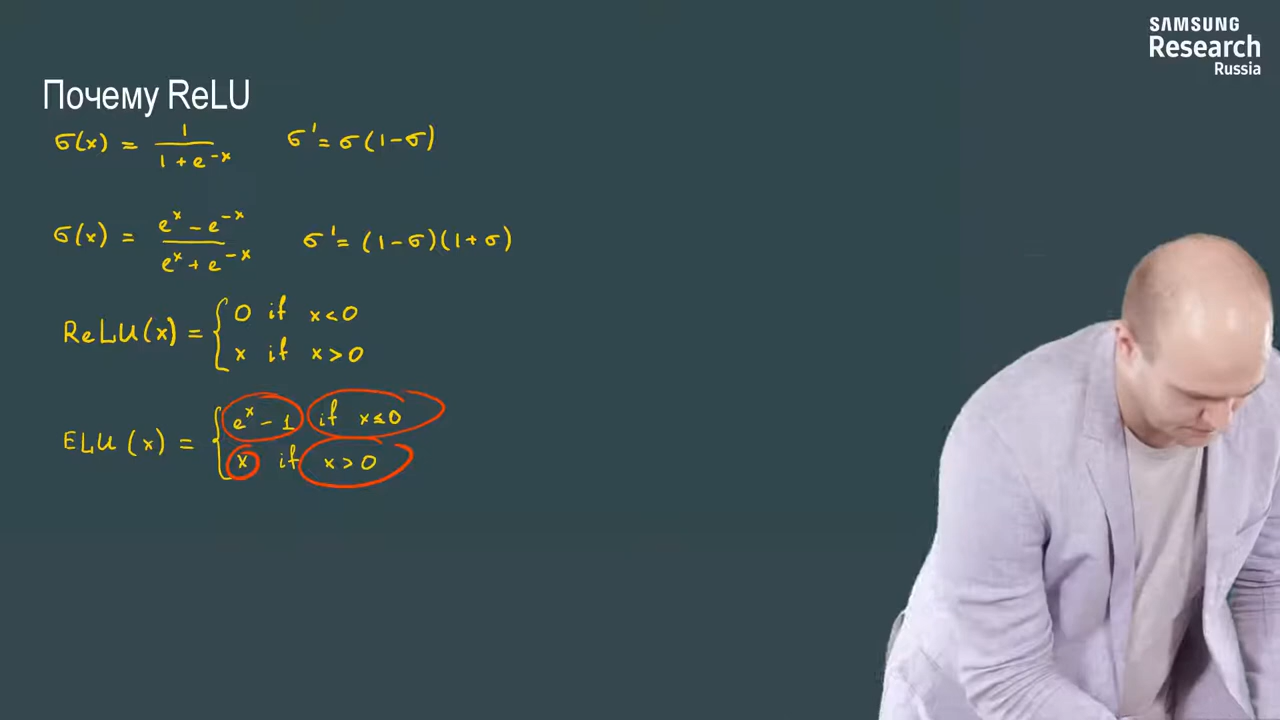 SAMSUNG
Research
Russia
Почему ReLU
σ(x) = 1 / (1 + e^-x)    σ' = σ(1-σ)
σ(x) = (e^x - e^-x) / (e^x + e^-x)    σ' = (1-σ)(1+σ)
ReLU(x) = { 0 if x<0
x if x>0
ELU(x) = { e^x - 1 if x≤0
x if x>0